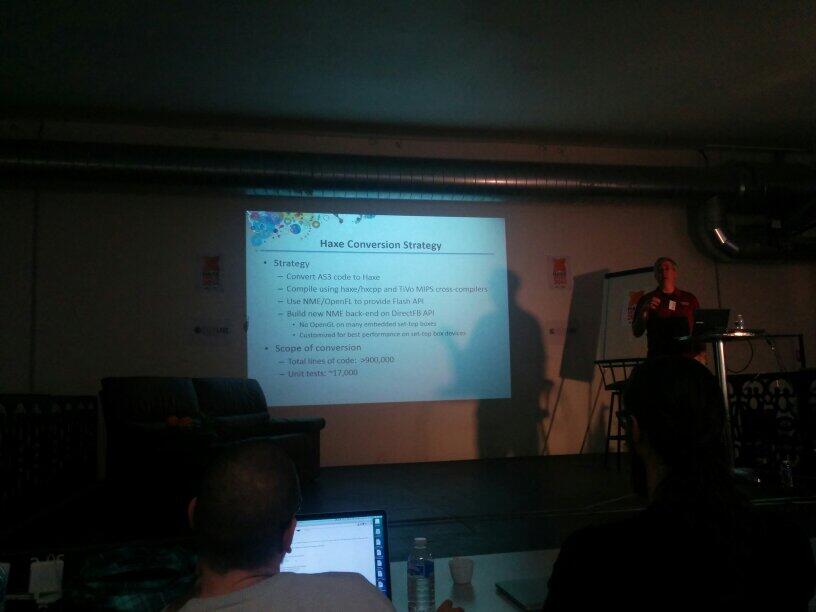 Haxe Conversion Strategy
• Strategy
– Convert AS3 code to Haxe
– Compile using haxe/hxcpp and TiVo MIPS cross-compilers
– Use NME/OpenFL to provide Flash API
– Build new NME back-end on DirectFB API
• No OpenGL on many embedded set-top boxes
• Customized for best performance on set-top box devices
• Scope of conversion
– Total lines of code: >900,000
– Unit tests: ~17,000